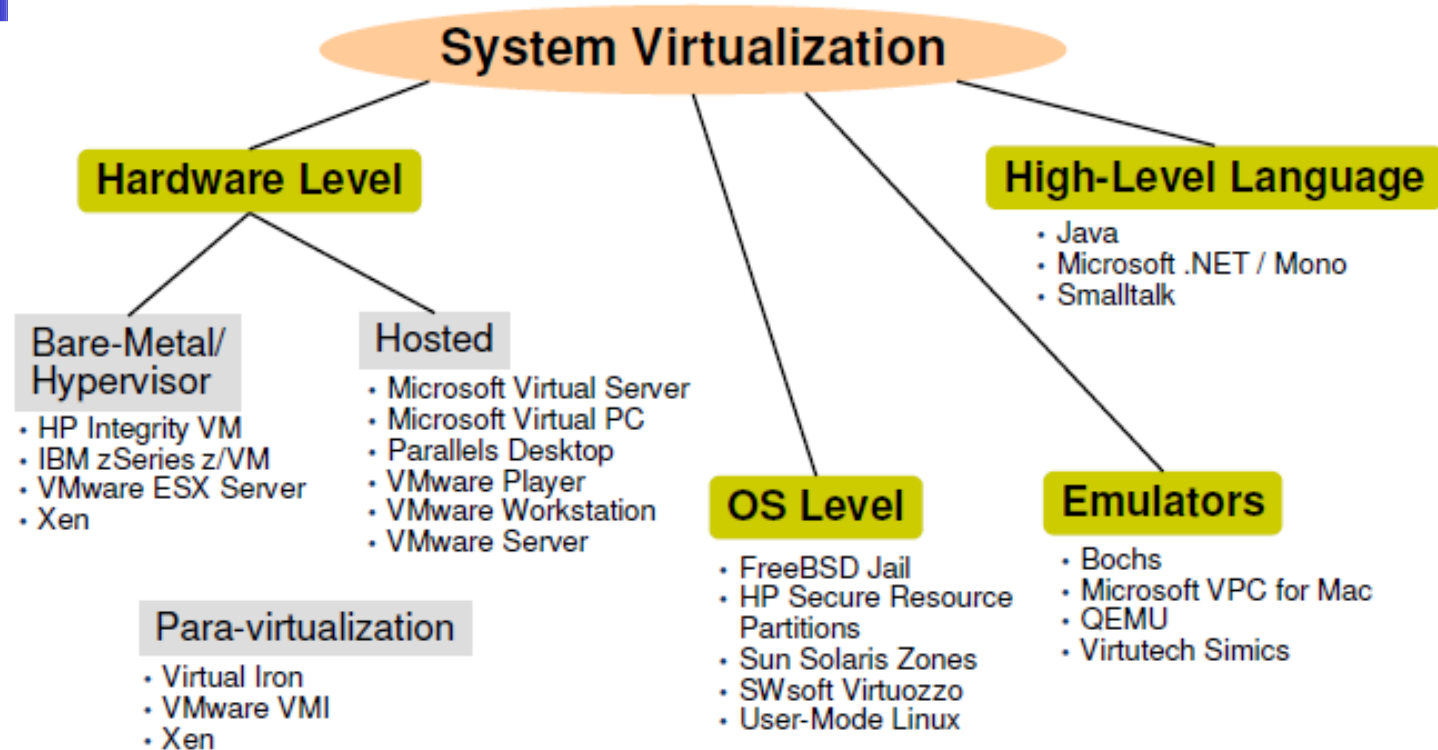 System Virtualization
Hardware Level
Bare-Metal/
Hypervisor
• HP Integrity VM
• IBM zSeries z/VM
• VMware ESX Server
• Xen
Hosted
• Microsoft Virtual Server
• Microsoft Virtual PC
• Parallels Desktop
• VMware Player
• VMware Workstation
• VMware Server
Para-virtualization
• Virtual Iron
• VMware VMI
• Xen
OS Level
• FreeBSD Jail
• HP Secure Resource
Partitions
• Sun Solaris Zones
• SWsoft Virtuozzo
• User-Mode Linux
Emulators
• Bochs
• Microsoft VPC for Mac
• QEMU
• Virtutech Simics
High-Level Language
• Java
• Microsoft .NET / Mono
• Smalltalk